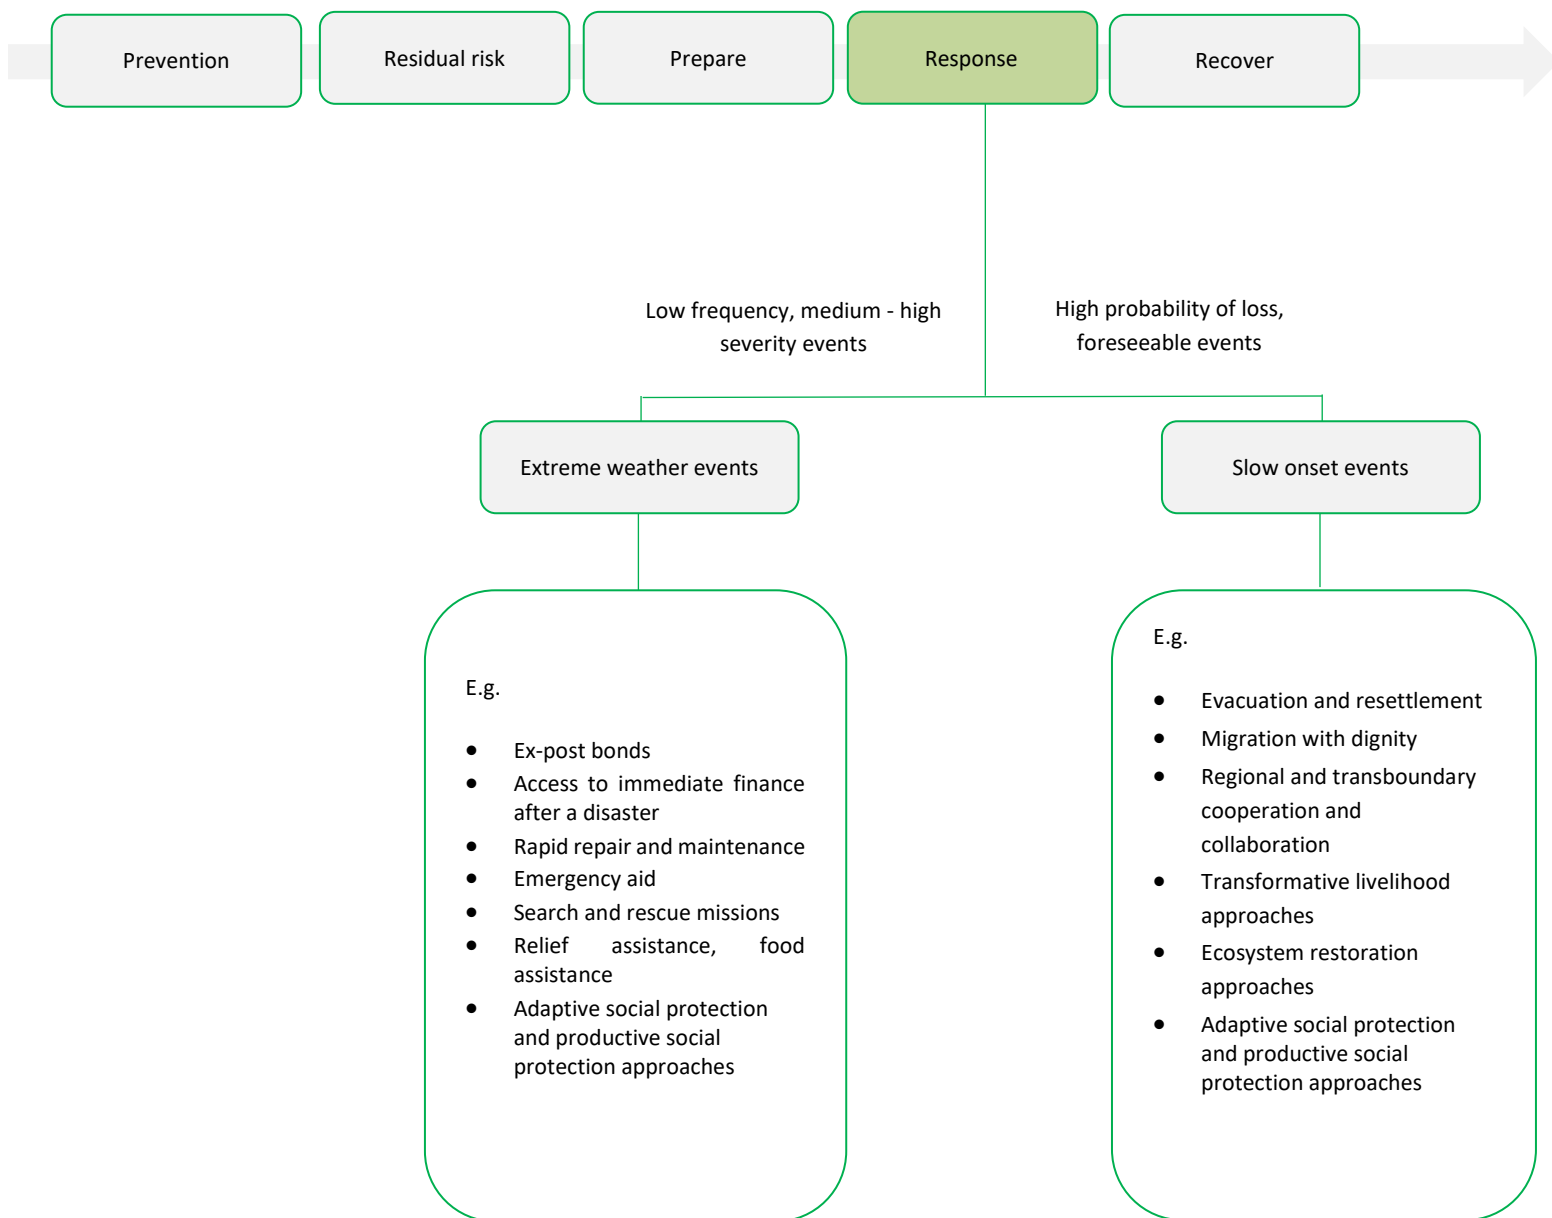 Prevention
Residual risk
Prepare
Response
Recover
Low frequency, medium - high
severity events
High probability of loss,
foreseeable events
Extreme weather events
Slow onset events
E.g.
• Ex-post bonds
• Access to immediate finance
after a disaster
• Rapid repair and maintenance
• Emergency aid
• Search and rescue missions
• Relief assistance, food
assistance
• Adaptive social protection
and productive social
protection approaches
E.g.
• Evacuation and resettlement
• Migration with dignity
• Regional and transboundary
cooperation and
collaboration
• Transformative livelihood
approaches
• Ecosystem restoration
approaches
• Adaptive social protection
and productive social
protection approaches